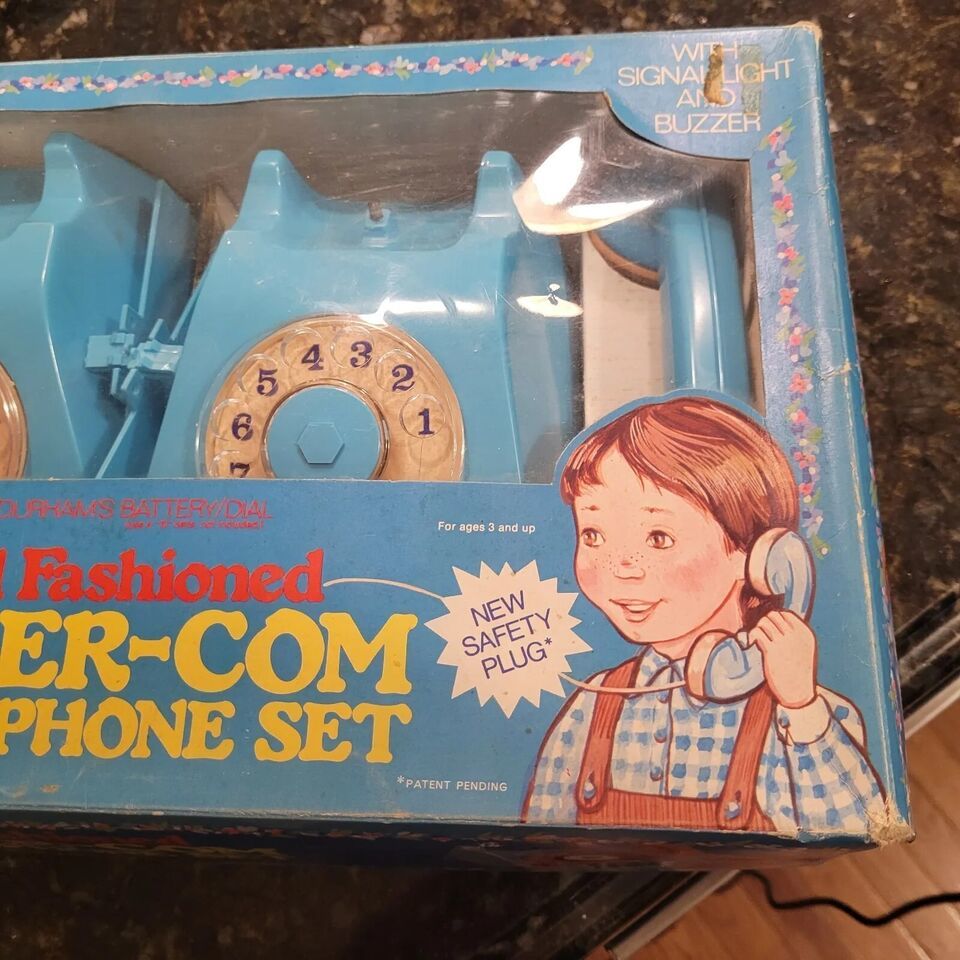 WITH
SIGNAL LIGHT
AND
BUZZER
4 3
5 2
6 1
7
DURHAM'S BATTERY/DIAL
For ages 3 and up
Fashioned
ER-COM
PHONE SET
NEW
SAFETY
PLUG*
*PATENT PENDING